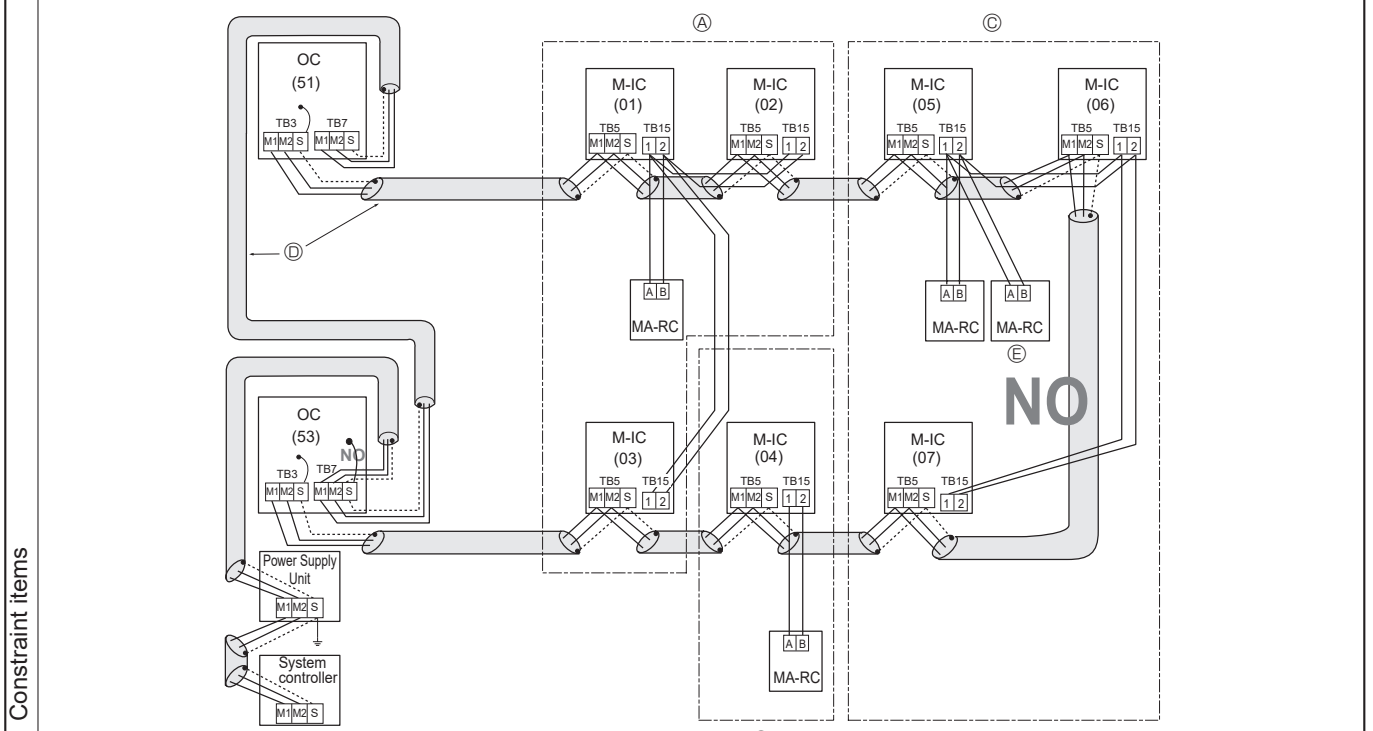 Constraint items
Ⓐ
Ⓒ
OC
(51)
TB3 TB7
M1 M2 S M1 M2 S
M-IC
(01)
TB5 TB15
M1 M2 S 1 2
M-IC
(02)
TB5 TB15
M1 M2 S 1 2
M-IC
(05)
TB5 TB15
M1 M2 S 1 2
M-IC
(06)
TB5 TB15
M1 M2 S 1 2
Ⓓ
A B
MA-RC
A B
MA-RC
A B
MA-RC
Ⓔ
NO
OC
(53)
NO
TB3 TB7
M1 M2 S M1 M2 S
M-IC
(03)
TB5 TB15
M1 M2 S 1 2
M-IC
(04)
TB5 TB15
M1 M2 S 1 2
M-IC
(07)
TB5 TB15
M1 M2 S 1 2
Power Supply
Unit
M1 M2 S
A B
MA-RC
System
controller
M1 M2 S